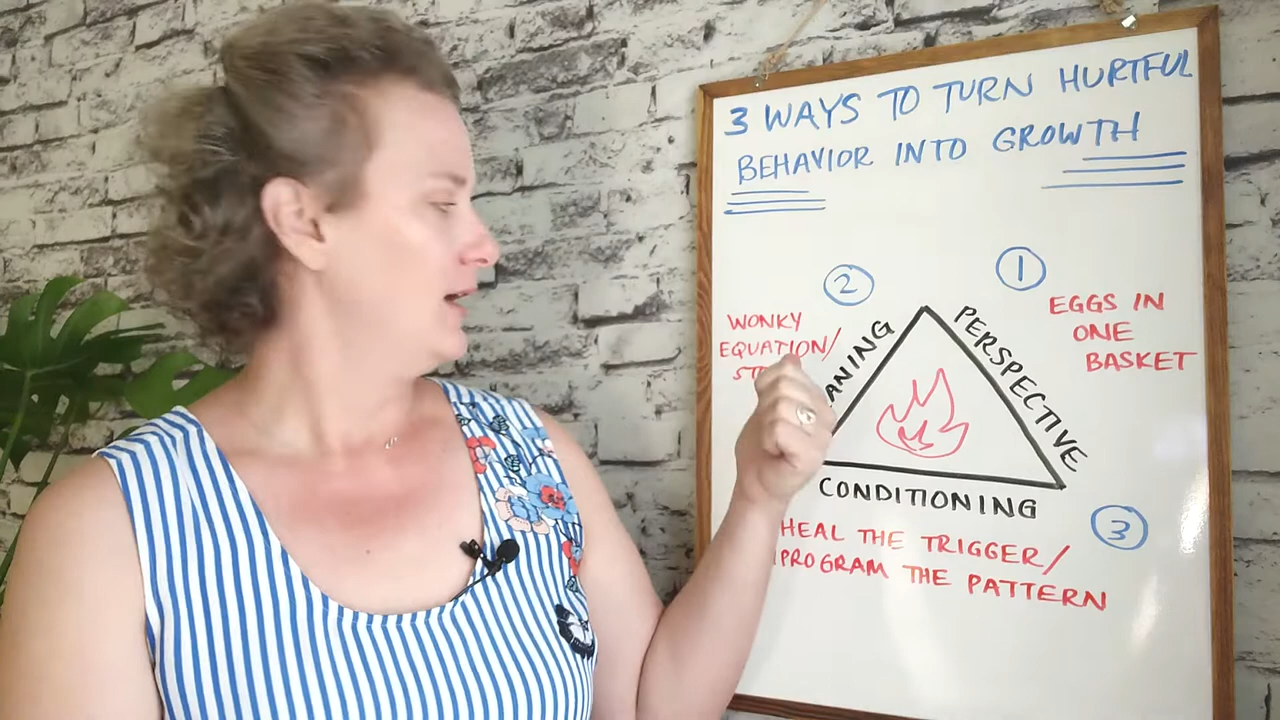 3 WAYS TO TURN HURTFUL
BEHAVIOR INTO GROWTH
1
EGGS IN
ONE
BASKET
PERSPECTIVE
2
WONKY
EQUATION/
CONDITIONING
3
HEAL THE TRIGGER/
PROGRAM THE PATTERN